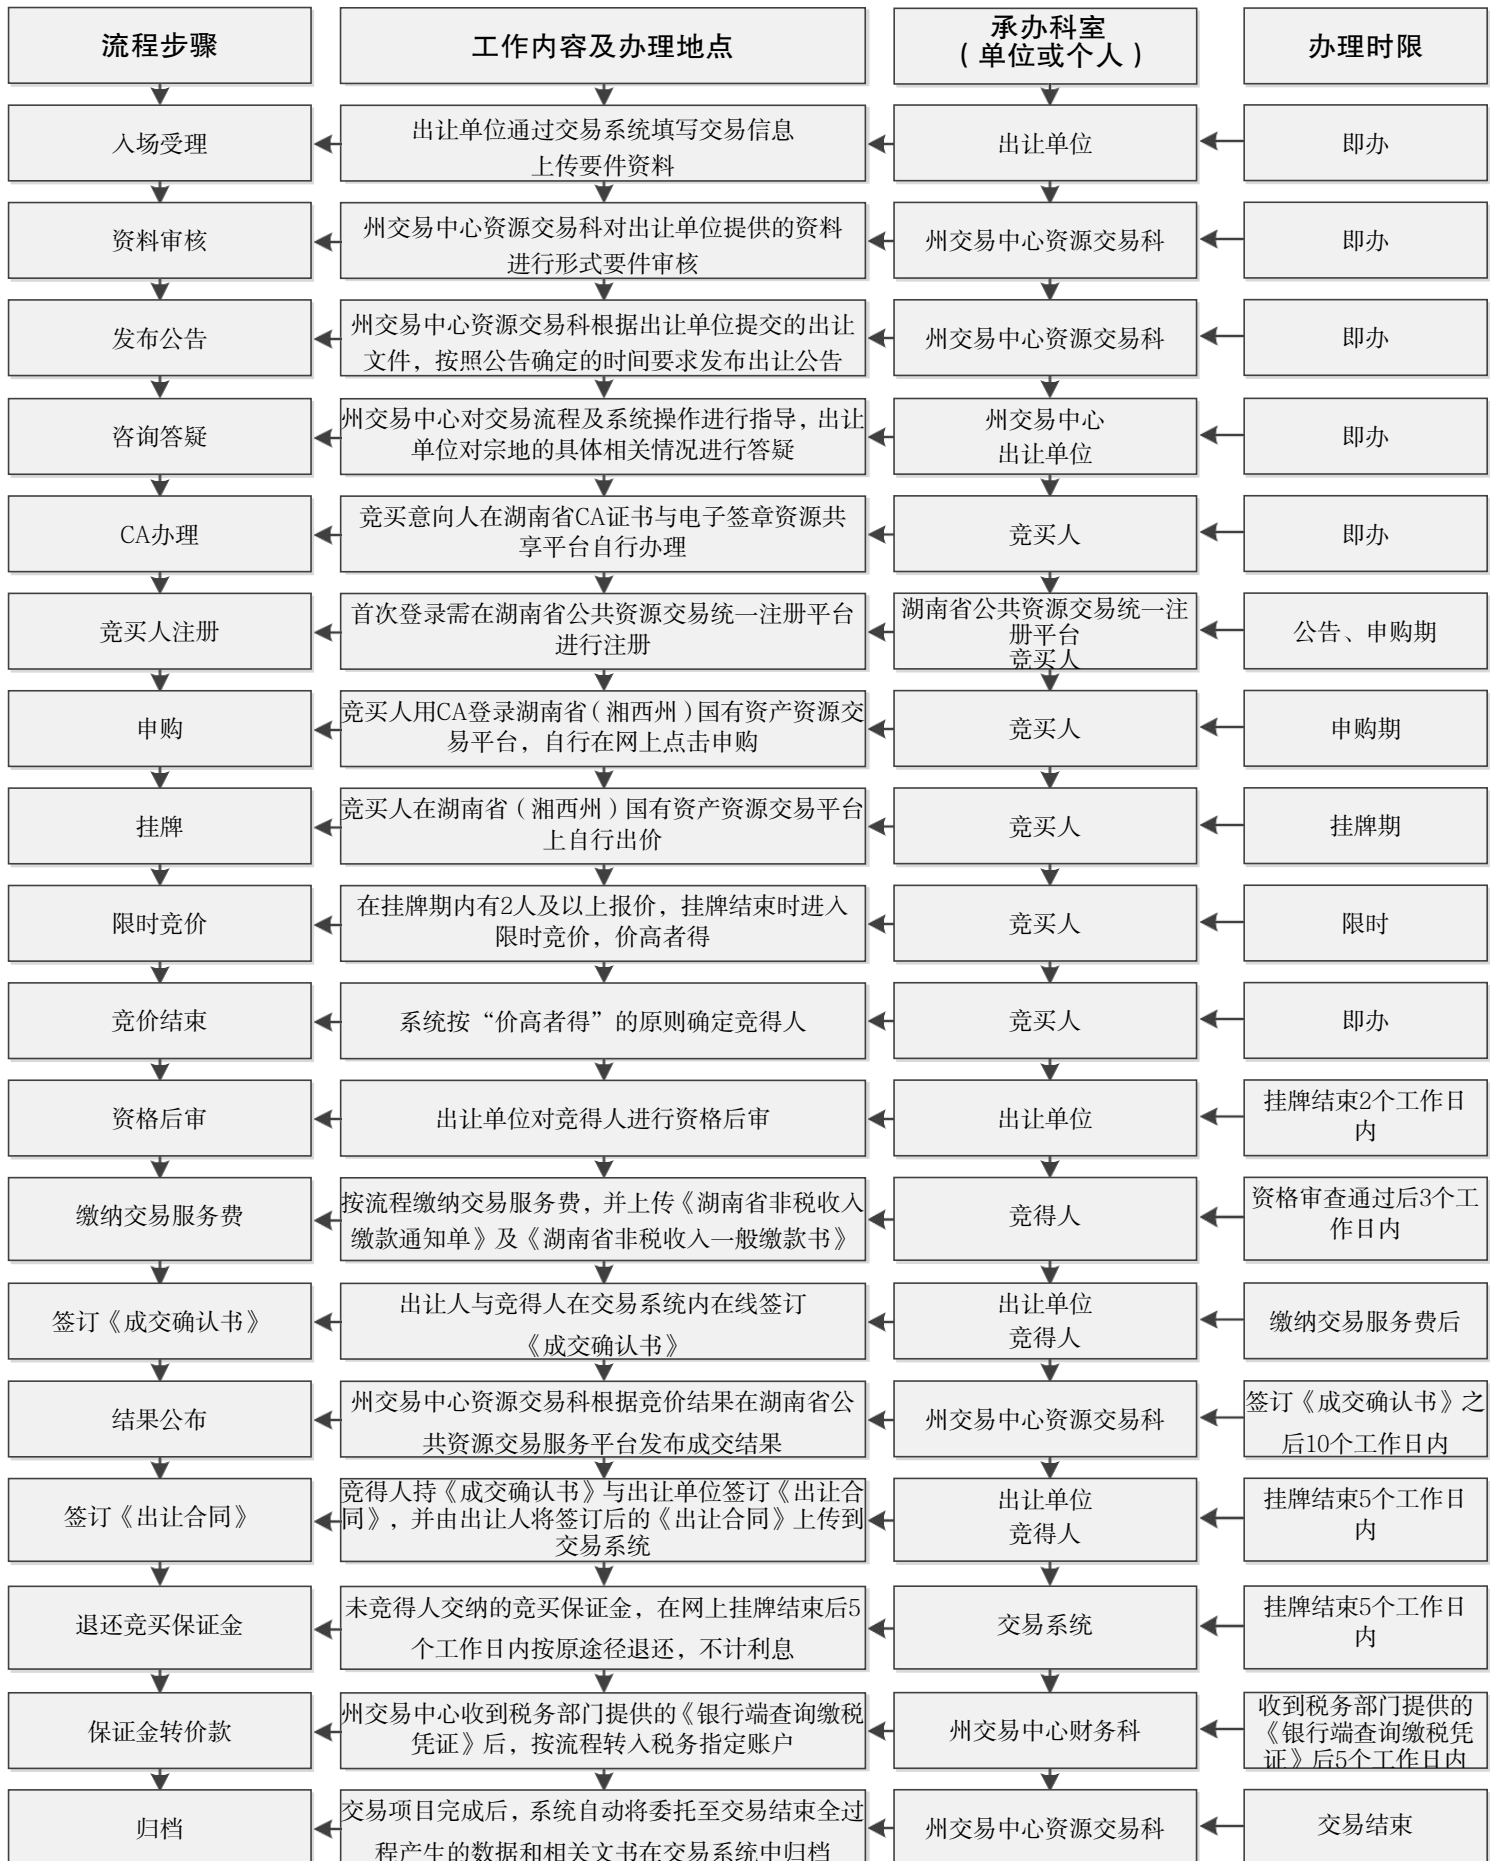 流程步骤
工作内容及办理地点
承办科室
（单位或个人）
办理时限
入场受理
出让单位通过交易系统填写交易信息
上传要件资料
出让单位
即办
资料审核
州交易中心资源交易科对出让单位提供的资料
进行形式要件审核
州交易中心资源交易科
即办
发布公告
州交易中心资源交易科根据出让单位提交的出让
文件，按照公告确定的时间要求发布出让公告
州交易中心资源交易科
即办
咨询答疑
州交易中心对交易流程及系统操作进行指导，出让
单位对宗地的具体相关情况进行答疑
州交易中心
出让单位
即办
CA办理
竞买意向人在湖南省CA证书与电子签章资源共
享平台自行办理
竞买人
即办
竞买人注册
首次登录需在湖南省公共资源交易统一注册平台
进行注册
湖南省公共资源交易统一注
册平台
竞买人
公告、申购期
申购
竞买人用CA登录湖南省（湘西州）国有资产资源交
易平台，自行在网上点击申购
竞买人
申购期
挂牌
竞买人在湖南省（湘西州）国有资产资源交易平台
上自行出价
竞买人
挂牌期
限时竞价
在挂牌期内有2人及以上报价，挂牌结束时进入
限时竞价，价高者得
竞买人
限时
竞价结束
系统按“价高者得”的原则确定竞得人
竞买人
即办
资格后审
出让单位对竞得人进行资格后审
出让单位
挂牌结束2个工作日
内
缴纳交易服务费
按流程缴纳交易服务费，并上传《湖南省非税收入
缴款通知单》及《湖南省非税收入一般缴款书》
竞得人
资格审查通过后3个工
作日内
签订《成交确认书》
出让人与竞得人在交易系统内在线签订
《成交确认书》
出让单位
竞得人
缴纳交易服务费后
结果公布
州交易中心资源交易科根据竞价结果在湖南省公
共资源交易服务平台发布成交结果
州交易中心资源交易科
签订《成交确认书》之
后10个工作日内
签订《出让合同》
竞得人持《成交确认书》与出让单位签订《出让合
同》，并由出让人将签订后的《出让合同》上传到
交易系统
出让单位
竞得人
挂牌结束5个工作日
内
退还竞买保证金
未竞得人交纳的竞买保证金，在网上挂牌结束后5
个工作日内按原途径退还，不计利息
交易系统
挂牌结束5个工作日
内
保证金转价款
州交易中心收到税务部门提供的《银行端查询缴税
凭证》后，按流程转入税务指定账户
州交易中心财务科
收到税务部门提供的
《银行端查询缴税凭
证》后5个工作日内
归档
交易项目完成后，系统自动将委托至交易结束全过
程产生的数据和相关文书在交易系统中归档
州交易中心资源交易科
交易结束